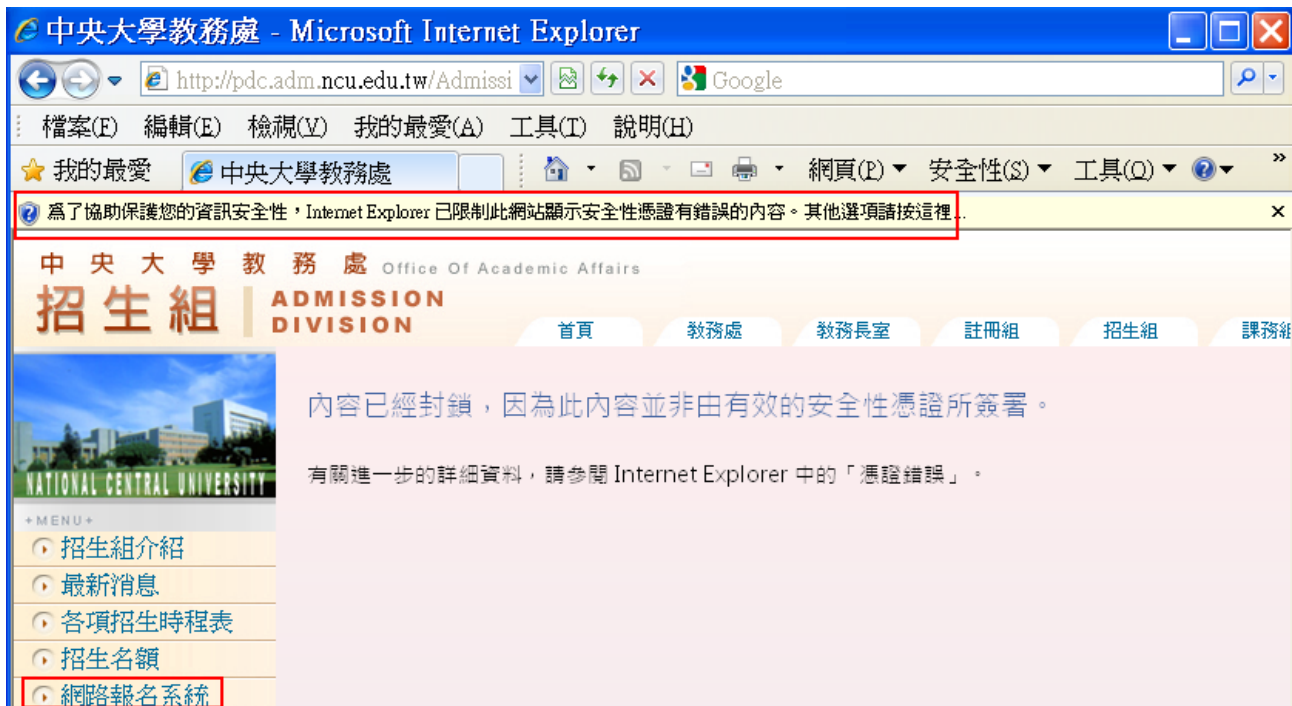 中央大學教務處 - Microsoft Internet Explorer
http://pdc.adm.ncu.edu.tw/Admissi
Google
檔案(F) 編輯(E) 檢視(V) 我的最愛(A) 工具(T) 說明(H)
我的最愛 中央大學教務處 網頁(P) 安全性(S) 工具(O) »
為了協助保護您的資訊安全性，Internet Explorer 已限制此網站顯示安全性憑證有錯誤的內容。其他選項請按這裡...
中央大學教務處 Office Of Academic Affairs
招生組 ADMISSION DIVISION
首頁 教務處 教務長室 註冊組 招生組 課務組
NATIONAL CENTRAL UNIVERSITY
內容已經封鎖，因為此內容並非由有效的安全性憑證所簽署。
有關進一步的詳細資料，請參閱 Internet Explorer 中的「憑證錯誤」。
+MENU+
招生組介紹
最新消息
各項招生時程表
招生名額
網路報名系統